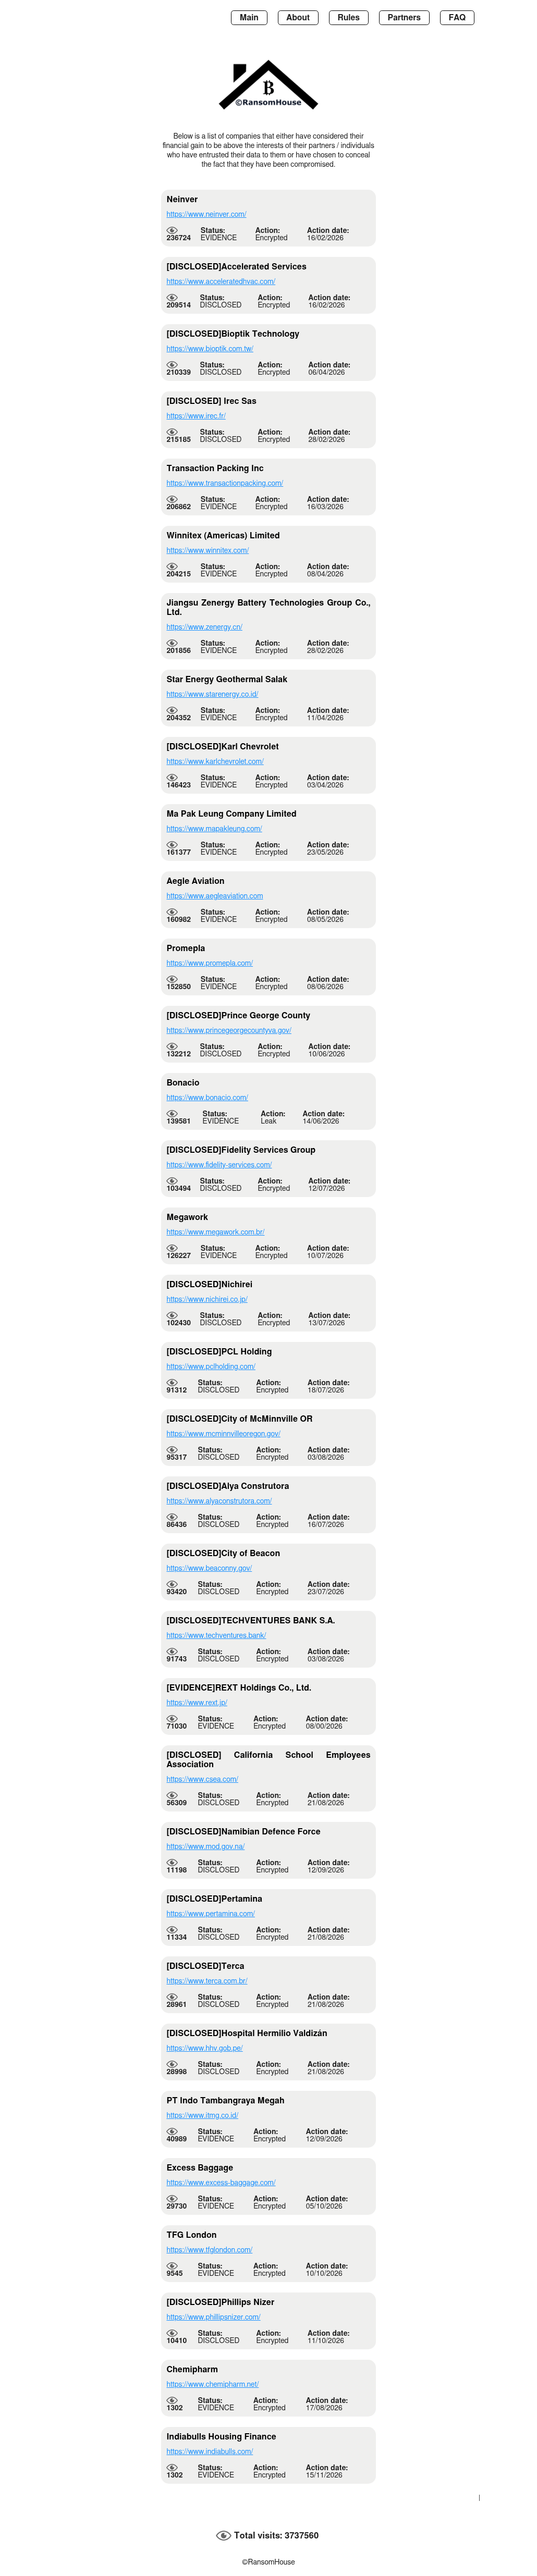 Main About Rules Partners FAQ
B
©RansomHouse
Below is a list of companies that either have considered their
financial gain to be above the interests of their partners / individuals
who have entrusted their data to them or have chosen to conceal
the fact that they have been compromised.
Neinver
https://www.neinver.com/
Status: Action: Action date:
236724 EVIDENCE Encrypted 16/02/2026
[DISCLOSED]Accelerated Services
https://www.acceleratedhvac.com/
Status: Action: Action date:
209514 DISCLOSED Encrypted 16/02/2026
[DISCLOSED]Bioptik Technology
https://www.bioptik.com.tw/
Status: Action: Action date:
210339 DISCLOSED Encrypted 06/04/2026
[DISCLOSED] Irec Sas
https://www.irec.fr/
Status: Action: Action date:
215185 DISCLOSED Encrypted 28/02/2026
Transaction Packing Inc
https://www.transactionpacking.com/
Status: Action: Action date:
206862 EVIDENCE Encrypted 16/03/2026
Winnitex (Americas) Limited
https://www.winnitex.com/
Status: Action: Action date:
204215 EVIDENCE Encrypted 08/04/2026
Jiangsu Zenergy Battery Technologies Group Co.,
Ltd.
https://www.zenergy.cn/
Status: Action: Action date:
201856 EVIDENCE Encrypted 28/02/2026
Star Energy Geothermal Salak
https://www.starenergy.co.id/
Status: Action: Action date:
204352 EVIDENCE Encrypted 11/04/2026
[DISCLOSED]Karl Chevrolet
https://www.karlchevrolet.com/
Status: Action: Action date:
146423 EVIDENCE Encrypted 03/04/2026
Ma Pak Leung Company Limited
https://www.mapakleung.com/
Status: Action: Action date:
161377 EVIDENCE Encrypted 23/05/2026
Aegle Aviation
https://www.aegleaviation.com
Status: Action: Action date:
160982 EVIDENCE Encrypted 08/05/2026
Promepla
https://www.promepla.com/
Status: Action: Action date:
152850 EVIDENCE Encrypted 08/06/2026
[DISCLOSED]Prince George County
https://www.princegeorgecountyva.gov/
Status: Action: Action date:
132212 DISCLOSED Encrypted 10/06/2026
Bonacio
https://www.bonacio.com/
Status: Action: Action date:
139581 EVIDENCE Leak 14/06/2026
[DISCLOSED]Fidelity Services Group
https://www.fidelity-services.com/
Status: Action: Action date:
103494 DISCLOSED Encrypted 12/07/2026
Megawork
https://www.megawork.com.br/
Status: Action: Action date:
126227 EVIDENCE Encrypted 10/07/2026
[DISCLOSED]Nichirei
https://www.nichirei.co.jp/
Status: Action: Action date:
102430 DISCLOSED Encrypted 13/07/2026
[DISCLOSED]PCL Holding
https://www.pclholding.com/
Status: Action: Action date:
91312 DISCLOSED Encrypted 18/07/2026
[DISCLOSED]City of McMinnville OR
https://www.mcminnvilleoregon.gov/
Status: Action: Action date:
95317 DISCLOSED Encrypted 03/08/2026
[DISCLOSED]Alya Construtora
https://www.alyaconstrutora.com/
Status: Action: Action date:
86436 DISCLOSED Encrypted 16/07/2026
[DISCLOSED]City of Beacon
https://www.beaconny.gov/
Status: Action: Action date:
93420 DISCLOSED Encrypted 23/07/2026
[DISCLOSED]TECHVENTURES BANK S.A.
https://www.techventures.bank/
Status: Action: Action date:
91743 DISCLOSED Encrypted 03/08/2026
[EVIDENCE]REXT Holdings Co., Ltd.
https://www.rext.jp/
Status: Action: Action date:
71030 EVIDENCE Encrypted 08/00/2026
[DISCLOSED] California School Employees
Association
https://www.csea.com/
Status: Action: Action date:
56309 DISCLOSED Encrypted 21/08/2026
[DISCLOSED]Namibian Defence Force
https://www.mod.gov.na/
Status: Action: Action date:
11198 DISCLOSED Encrypted 12/09/2026
[DISCLOSED]Pertamina
https://www.pertamina.com/
Status: Action: Action date:
11334 DISCLOSED Encrypted 21/08/2026
[DISCLOSED]Terca
https://www.terca.com.br/
Status: Action: Action date:
28961 DISCLOSED Encrypted 21/08/2026
[DISCLOSED]Hospital Hermilio Valdizán
https://www.hhv.gob.pe/
Status: Action: Action date:
28998 DISCLOSED Encrypted 21/08/2026
PT Indo Tambangraya Megah
https://www.itmg.co.id/
Status: Action: Action date:
40989 EVIDENCE Encrypted 12/09/2026
Excess Baggage
https://www.excess-baggage.com/
Status: Action: Action date:
29730 EVIDENCE Encrypted 05/10/2026
TFG London
https://www.tfglondon.com/
Status: Action: Action date:
9545 EVIDENCE Encrypted 10/10/2026
[DISCLOSED]Phillips Nizer
https://www.phillipsnizer.com/
Status: Action: Action date:
10410 DISCLOSED Encrypted 11/10/2026
Chemipharm
https://www.chemipharm.net/
Status: Action: Action date:
1302 EVIDENCE Encrypted 17/08/2026
Indiabulls Housing Finance
https://www.indiabulls.com/
Status: Action: Action date:
1302 EVIDENCE Encrypted 15/11/2026
|
Total visits: 3737560
©RansomHouse